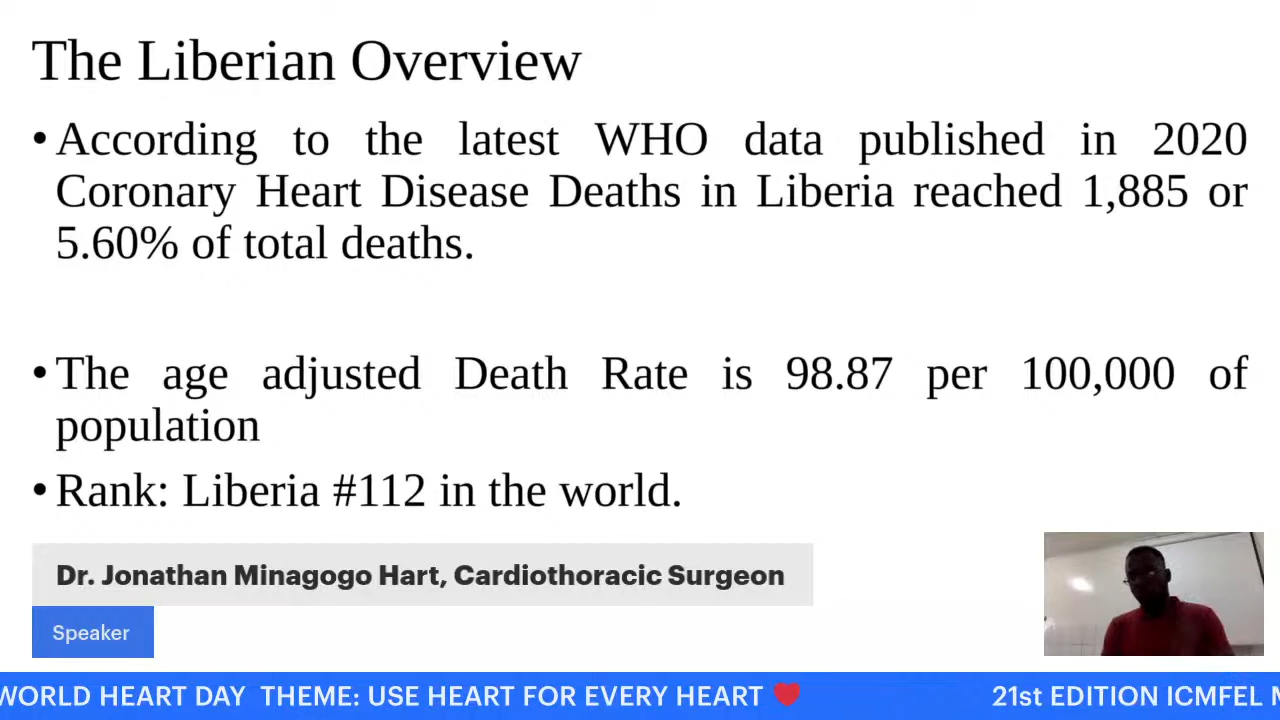 The Liberian Overview
• According to the latest WHO data published in 2020
Coronary Heart Disease Deaths in Liberia reached 1,885 or
5.60% of total deaths.
• The age adjusted Death Rate is 98.87 per 100,000 of
population
• Rank: Liberia #112 in the world.
Dr. Jonathan Minagogo Hart, Cardiothoracic Surgeon
Speaker
WORLD HEART DAY THEME: USE HEART FOR EVERY HEART ❤️ 21st EDITION ICMFEL